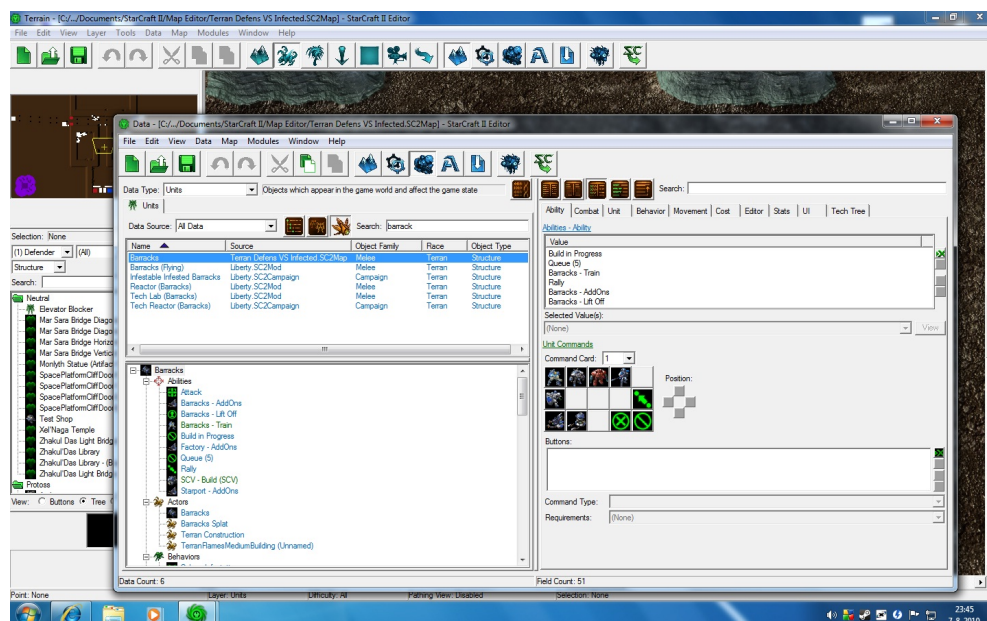 Terrain - [C:/.../Documents/StarCraft II/Map Editor/Terran Defens VS Infected.SC2Map] - StarCraft II Editor
File Edit View Layer Tools Data Map Modules Window Help
Data - [C:/.../Documents/StarCraft II/Map Editor/Terran Defens VS Infected.SC2Map] - StarCraft II Editor
File Edit View Data Map Modules Window Help
Data Type: Units Objects which appear in the game world and affect the game state
Units
Data Source: All Data Search: barrack
Name Source Object Family Race Object Type
Barracks Terran Defens VS Infected.SC2Map Melee Terran Structure
Barracks (Flying) Liberty.SC2Mod Melee Terran Structure
Infestable Infested Barracks Liberty.SC2Campaign Campaign Terran Structure
Reactor (Barracks) Liberty.SC2Mod Melee Terran Structure
Tech Lab (Barracks) Liberty.SC2Mod Melee Terran Structure
Tech Reactor (Barracks) Liberty.SC2Campaign Campaign Terran Structure
Barracks
Abilities
Attack
Barracks - AddOns
Barracks - Lift Off
Barracks - Train
Build in Progress
Factory - AddOns
Queue (5)
Rally
SCV - Build (SCV)
Starport - AddOns
Actors
Barracks
Barracks Splat
Terran Construction
TerranFlamesMediumBuilding (Unnamed)
Behaviors
Data Count: 6
Search:
Ability Combat Unit Behavior Movement Cost Editor Stats UI Tech Tree
Abilities - Ability
Value
Build in Progress
Queue (5)
Barracks - Train
Rally
Barracks - AddOns
Barracks - Lift Off
Selected Value(s):
(None) View
Unit Commands
Command Card: 1
Position:
Buttons:
Command Type:
Requirements: (None)
Field Count: 51
Selection: None
(1) Defender (All)
Structure
Search:
Neutral
Elevator Blocker
Mar Sara Bridge Diago
Mar Sara Bridge Diago
Mar Sara Bridge Horizo
Mar Sara Bridge Vertic
Monlyth Statue (Artifac
SpacePlatformCliffDoo
SpacePlatformCliffDoo
SpacePlatformCliffDoo
SpacePlatformCliffDoo
Test Shop
Xel'Naga Temple
Zhakul Das Light Bridg
Zhakul'Das Library
Zhakul'Das Library - (B
Zhakul'Das Light Bridg
Protoss
View: Buttons Tree
Point: None Layer: Units Difficulty: All Pathing View: Disabled Selection: None
23:45
7.8.2010